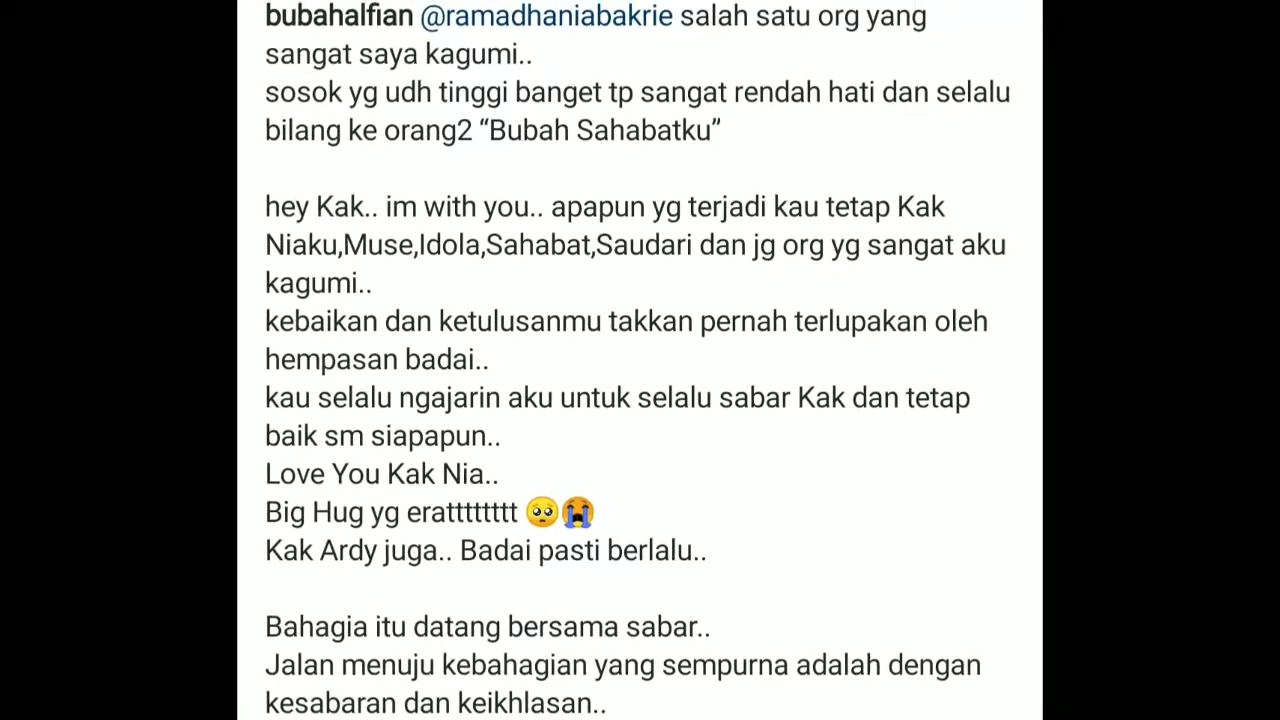 bubahalfian @ramadhaniabakrie salah satu org yang
sangat saya kagumi..
sosok yg udh tinggi banget tp sangat rendah hati dan selalu
bilang ke orang2 “Bubah Sahabatku”
hey Kak.. im with you.. apapun yg terjadi kau tetap Kak
Niaku,Muse,Idola,Sahabat,Saudari dan jg org yg sangat aku
kagumi..
kebaikan dan ketulusanmu takkan pernah terlupakan oleh
hempasan badai..
kau selalu ngajarin aku untuk selalu sabar Kak dan tetap
baik sm siapapun..
Love You Kak Nia..
Big Hug yg eratttttttt 🥺😭
Kak Ardy juga.. Badai pasti berlalu..
Bahagia itu datang bersama sabar..
Jalan menuju kebahagian yang sempurna adalah dengan
kesabaran dan keikhlasan..